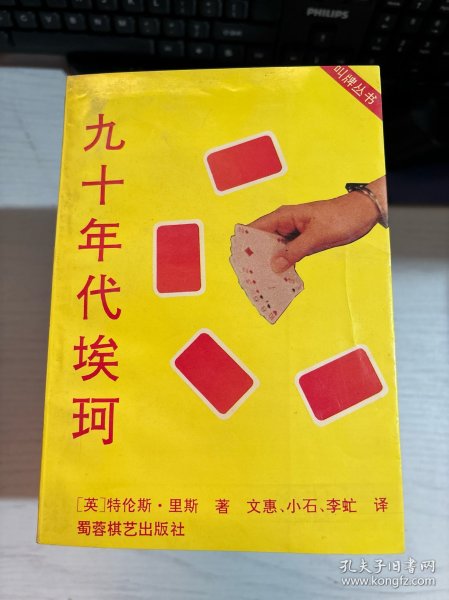 PHILIPS
叫牌丛书
九十年代埃珂
[英]特伦斯·里斯 著 文惠、小石、李虻 译
蜀蓉棋艺出版社
孔夫子旧书网
www.kongfz.com